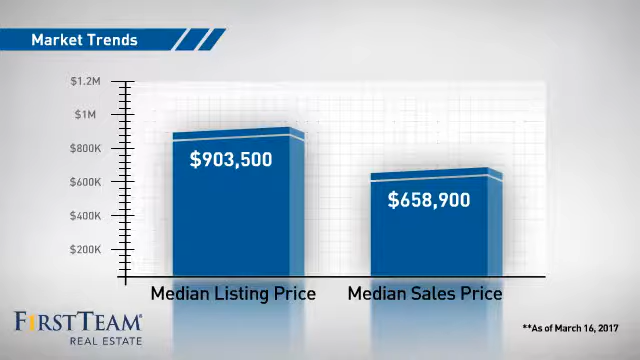 Market Trends
$1.2M
$1M
$800K
$600K
$400K
$200K
$903,500
$658,900
Median Listing Price
Median Sales Price
FIRSTTEAM®
REAL ESTATE
**As of March 16, 2017